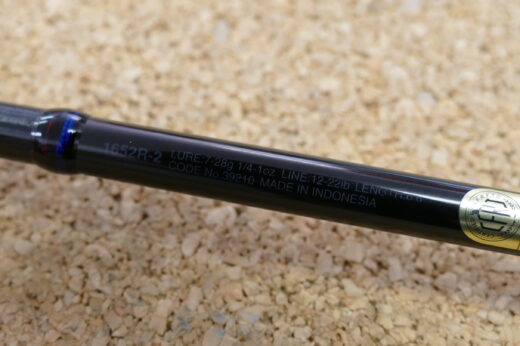 1652R-2 LURE:7-28g 1/4-1oz LINE:12-22lb
CODE No. MADE IN INDONESIA